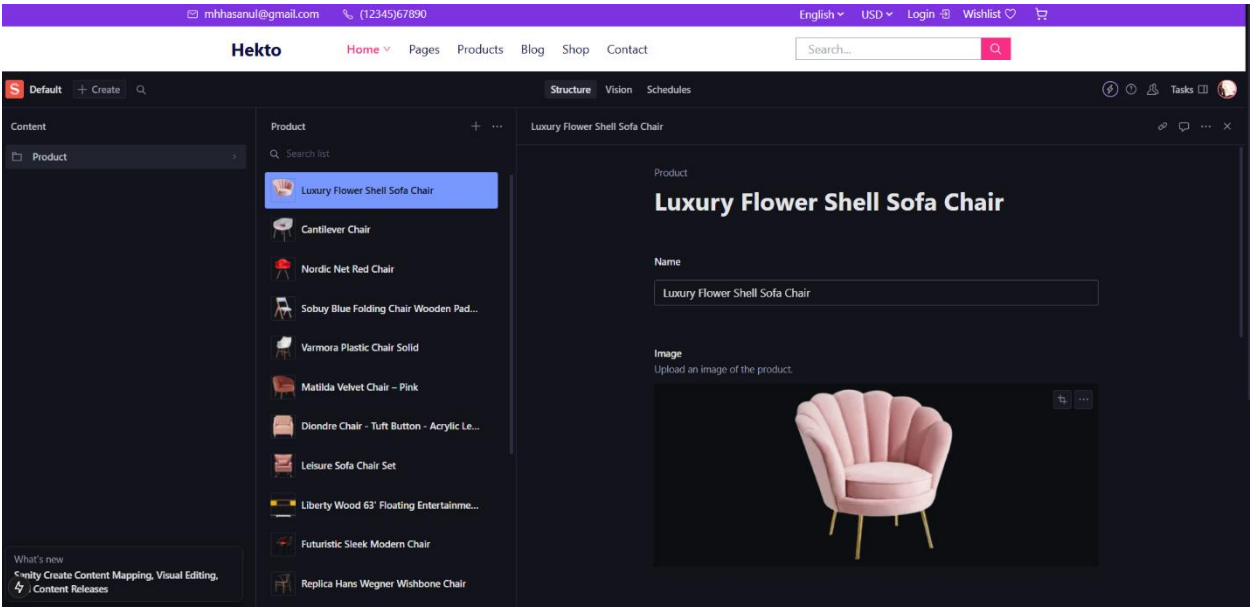 mhhasanul@gmail.com (12345)67890 English USD Login Wishlist
Hekto Home Pages Products Blog Shop Contact Search...
S Default + Create Structure Vision Schedules Tasks
Content
Product
Product
Search list
Luxury Flower Shell Sofa Chair
Cantilever Chair
Nordic Net Red Chair
Sobuy Blue Folding Chair Wooden Pad...
Varmora Plastic Chair Solid
Matilda Velvet Chair – Pink
Diondre Chair - Tuft Button - Acrylic Le...
Leisure Sofa Chair Set
Liberty Wood 63' Floating Entertainme...
Futuristic Sleek Modern Chair
Replica Hans Wegner Wishbone Chair
Luxury Flower Shell Sofa Chair
Product
Luxury Flower Shell Sofa Chair
Name
Luxury Flower Shell Sofa Chair
Image
Upload an image of the product.
What's new
Sanity Create Content Mapping, Visual Editing,
Content Releases